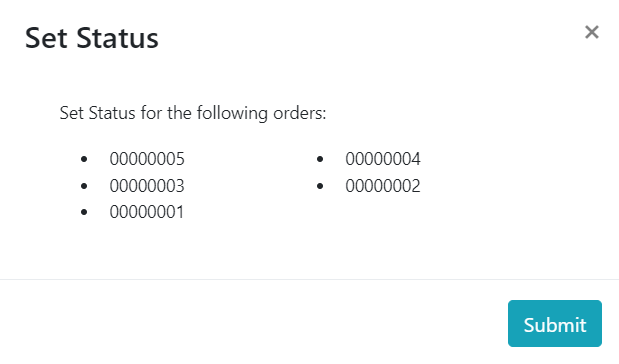 Set Status
×
Set Status for the following orders:
• 00000005
• 00000004
• 00000003
• 00000002
• 00000001
Submit